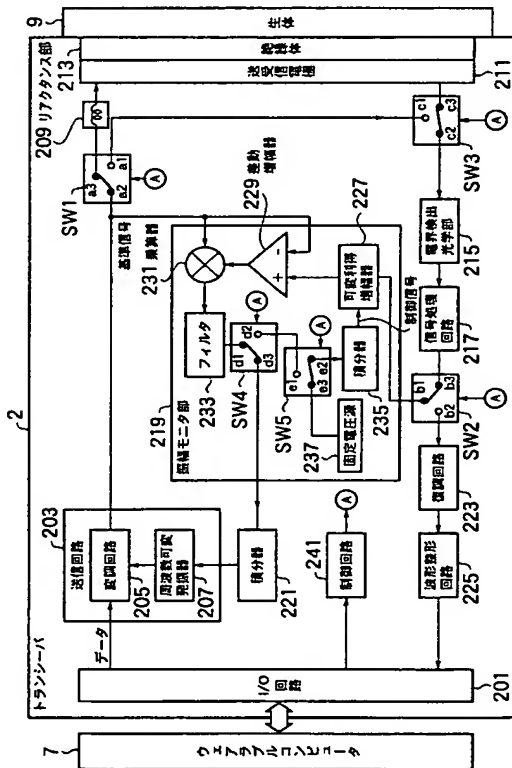 2
トランシーバ
7
ウェアラブルコンピュータ
I/O
回路
201
データ
送信回路
203
変調回路
205
周波数可変
発振器
207
積分器
221
制御回路
241
A
波形整形
回路
225
復調回路
223
219
振幅モニタ部
基準信号
231
乗算器
229
差動
増幅器
+
-
フィルタ
233
SW4
d1
d2
d3
A
SW5
e1
e2
e3
A
237
固定電圧源
積分器
235
制御信号
可変利得
増幅器
227
SW1
a1
a2
a3
A
209
リアクタンス部
SW2
b1
b2
b3
A
信号処理
回路
217
電界検出
光学部
215
SW3
c1
c2
c3
A
送受信電極
211
絶縁体
213
生体
9